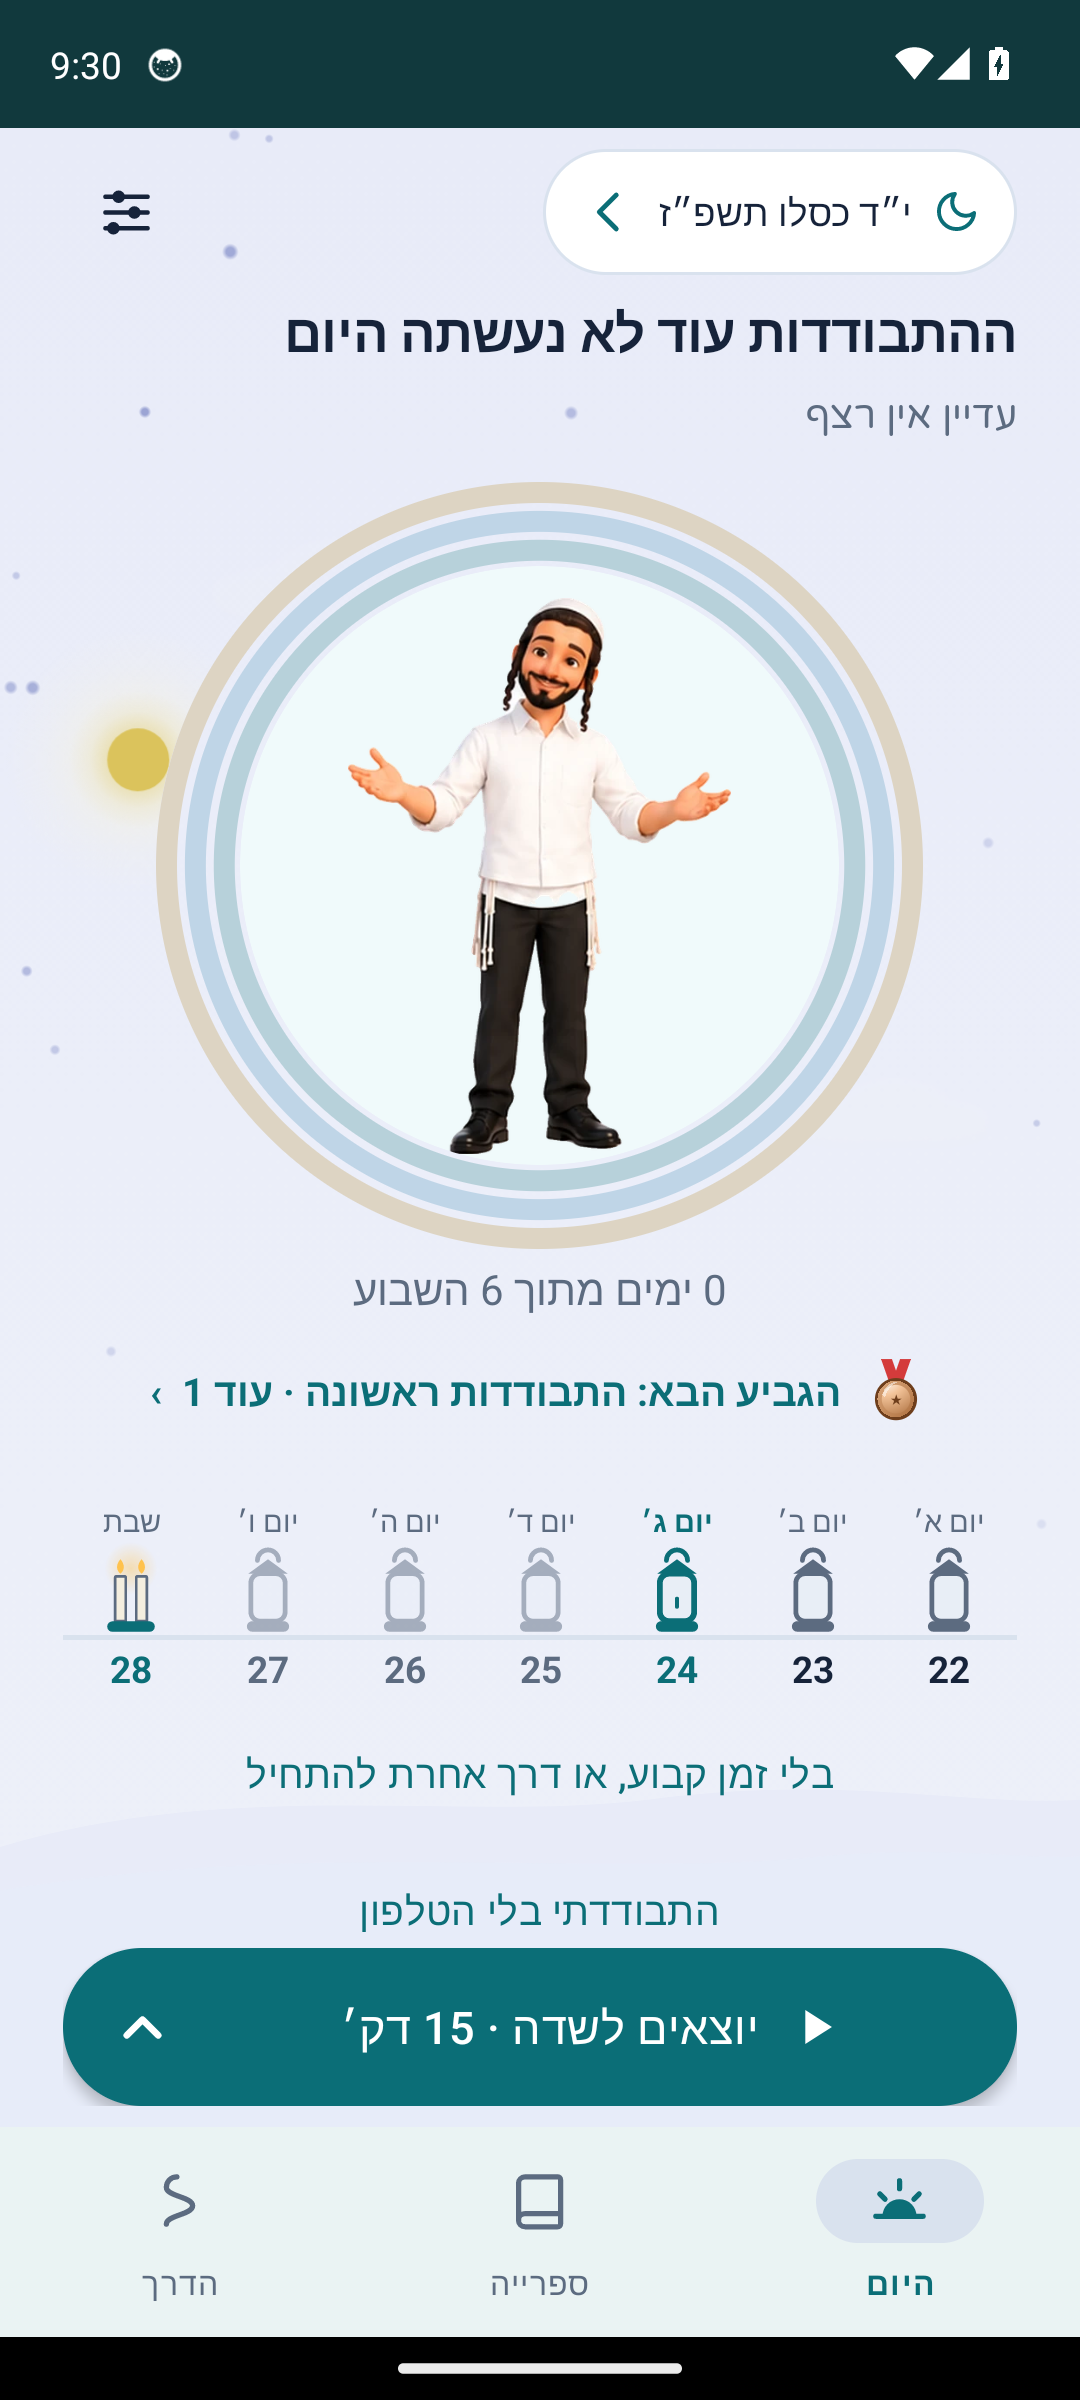 9:30
י״ד כסלו תשפ״ז
ההתבודדות עוד לא נעשתה היום
עדיין אין רצף
0 ימים מתוך 6 השבוע
הגביע הבא: התבודדות ראשונה · עוד 1 ›
יום א׳ יום ב׳ יום ג׳ יום ד׳ יום ה׳ יום ו׳ שבת
22 23 24 25 26 27 28
בלי זמן קבוע, או דרך אחרת להתחיל
התבודדתי בלי הטלפון
יוצאים לשדה · 15 דק׳
היום ספרייה הדרך